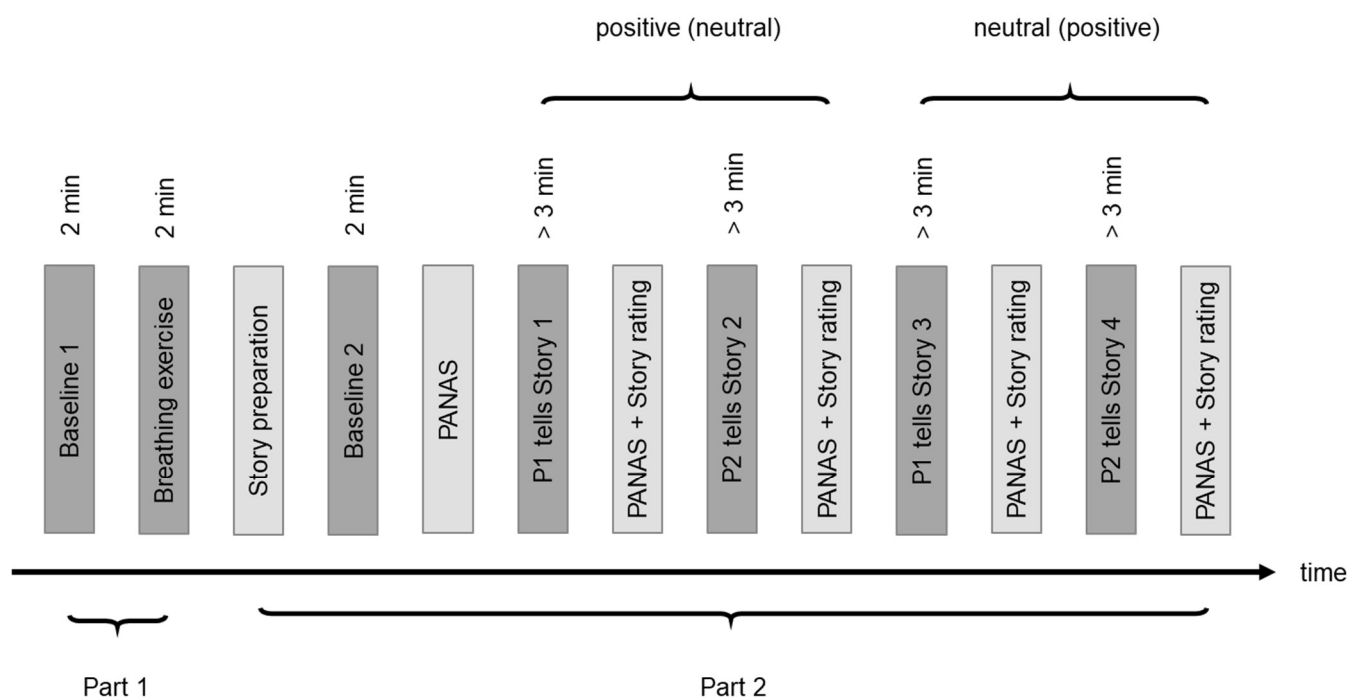 positive (neutral)
neutral (positive)
2 min
2 min
2 min
> 3 min
> 3 min
> 3 min
> 3 min
Baseline 1
Breathing exercise
Story preparation
Baseline 2
PANAS
P1 tells Story 1
PANAS + Story rating
P2 tells Story 2
PANAS + Story rating
P1 tells Story 3
PANAS + Story rating
P2 tells Story 4
PANAS + Story rating
time
Part 1
Part 2